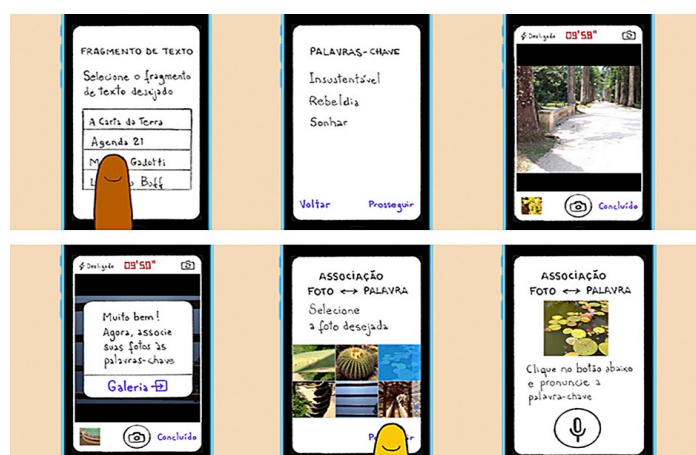 FRAGMENTO DE TEXTO
Selecione o fragmento
de texto desejado
A Carta da Terra
Agenda 21
Gadotti
Boff
PALAVRAS-CHAVE
Insustentável
Rebeldia
Sonhar
Voltar Prosseguir
Desligado 09'58"
Concluído
Desligado 09'50"
Muito bem!
Agora, associe
suas fotos às
palavras-chave
Galeria
Concluído
ASSOCIAÇÃO
FOTO ↔ PALAVRA
Selecione
a foto desejada
ASSOCIAÇÃO
FOTO ↔ PALAVRA
Clique no botão abaixo
e pronuncie a
palavra-chave